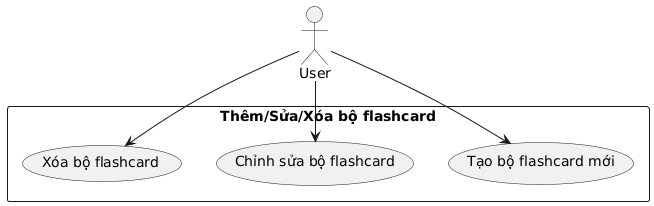 User
Thêm/Sửa/Xóa bộ flashcard
Xóa bộ flashcard
Chỉnh sửa bộ flashcard
Tạo bộ flashcard mới